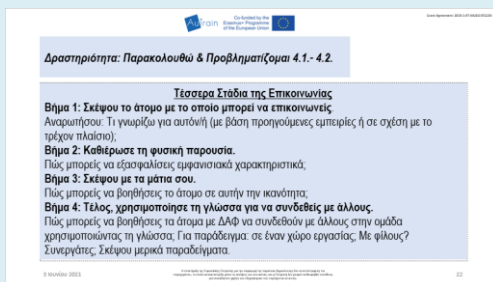 Autrain
Co-funded by the
Erasmus+ Programme
of the European Union
Δραστηριότητα: Παρακολουθώ & Προβληματίζομαι 4.1.- 4.2.
Τέσσερα Στάδια της Επικοινωνίας
Βήμα 1: Σκέψου το άτομο με το οποίο μπορεί να επικοινωνείς.
Αναρωτήσου: Τι γνωρίζω για αυτόν/ή (με βάση προηγούμενες εμπειρίες ή σε σχέση με το
τρέχον πλαίσιο);
Βήμα 2: Καθιέρωσε τη φυσική παρουσία.
Πώς μπορείς να εξασφαλίσεις εμφανισιακά χαρακτηριστικά;
Βήμα 3: Σκέψου με τα μάτια σου.
Πώς μπορείς να βοηθήσεις το άτομο σε αυτήν την ικανότητα;
Βήμα 4: Τέλος, χρησιμοποίησε τη γλώσσα για να συνδεθείς με άλλους.
Πώς μπορείς να βοηθήσεις τα άτομα με ΔΑΦ να συνδεθούν με άλλους στην ομάδα
χρησιμοποιώντας τη γλώσσα; Για παράδειγμα: σε έναν χώρο εργασίας; Με φίλους?
Συνεργάτες; Σκέψου μερικά παραδείγματα.
3 Ιουνίου 2021
22